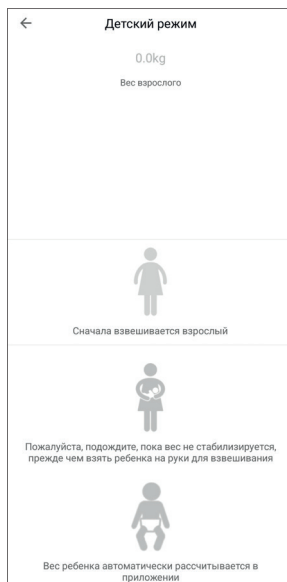 Детский режим
0.0kg
Вес взрослого
Сначала взвешивается взрослый
Пожалуйста, подождите, пока вес не стабилизируется,
прежде чем взять ребенка на руки для взвешивания
Вес ребенка автоматически рассчитывается в
приложении